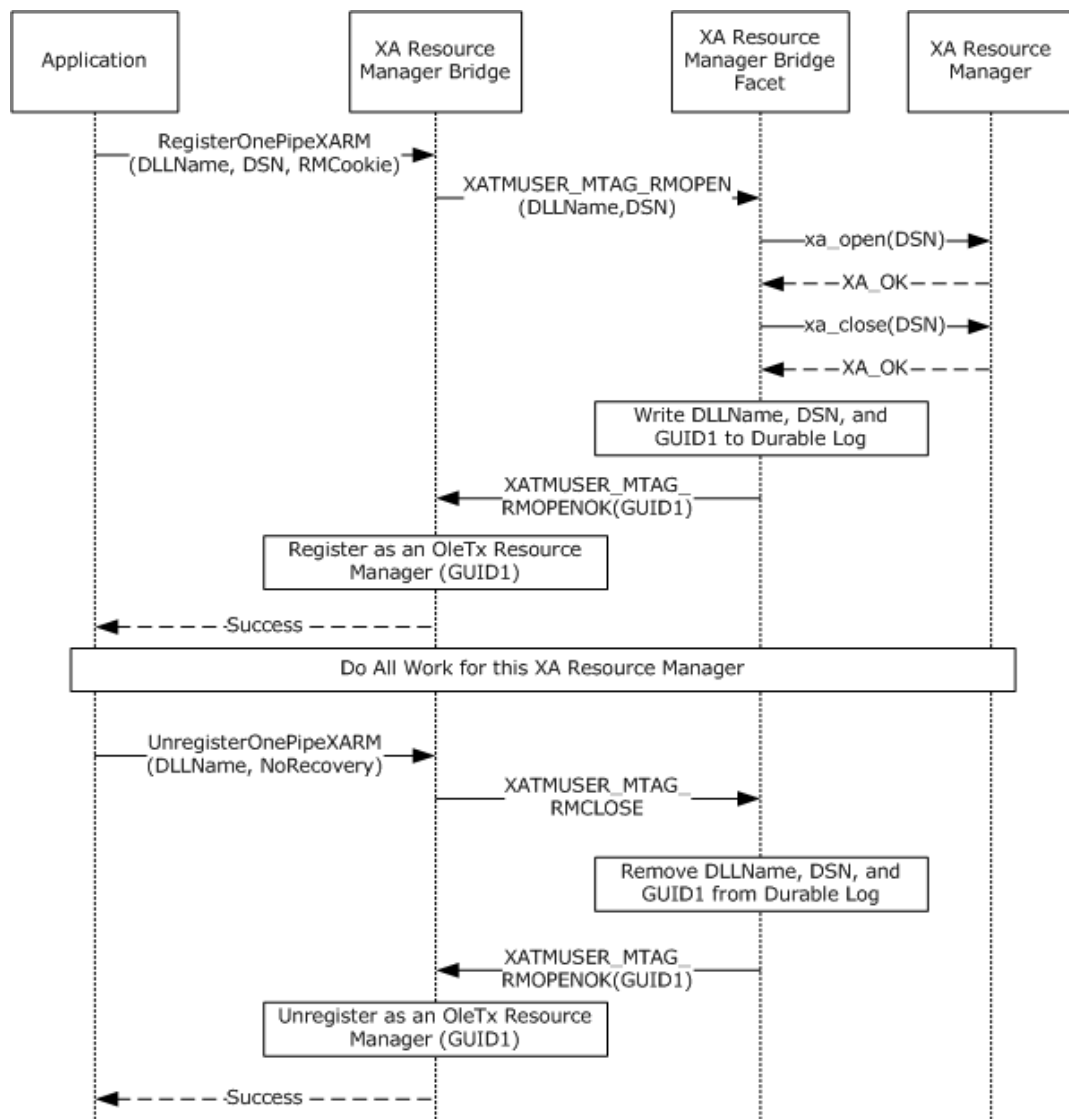 Application
XA Resource
Manager Bridge
XA Resource
Manager Bridge
Facet
XA Resource
Manager
RegisterOnePipeXARM
(DLLName, DSN, RMCookie)
XATMUSER_MTAG_RMOPEN
(DLLName,DSN)
xa_open(DSN)
XA_OK
xa_close(DSN)
XA_OK
Write DLLName, DSN, and
GUID1 to Durable Log
XATMUSER_MTAG_
RMOPENOK(GUID1)
Register as an OleTx Resource
Manager (GUID1)
Success
Do All Work for this XA Resource Manager
UnregisterOnePipeXARM
(DLLName, NoRecovery)
XATMUSER_MTAG_
RMCLOSE
Remove DLLName, DSN, and
GUID1 from Durable Log
XATMUSER_MTAG_
RMOPENOK(GUID1)
Unregister as an OleTx Resource
Manager (GUID1)
Success